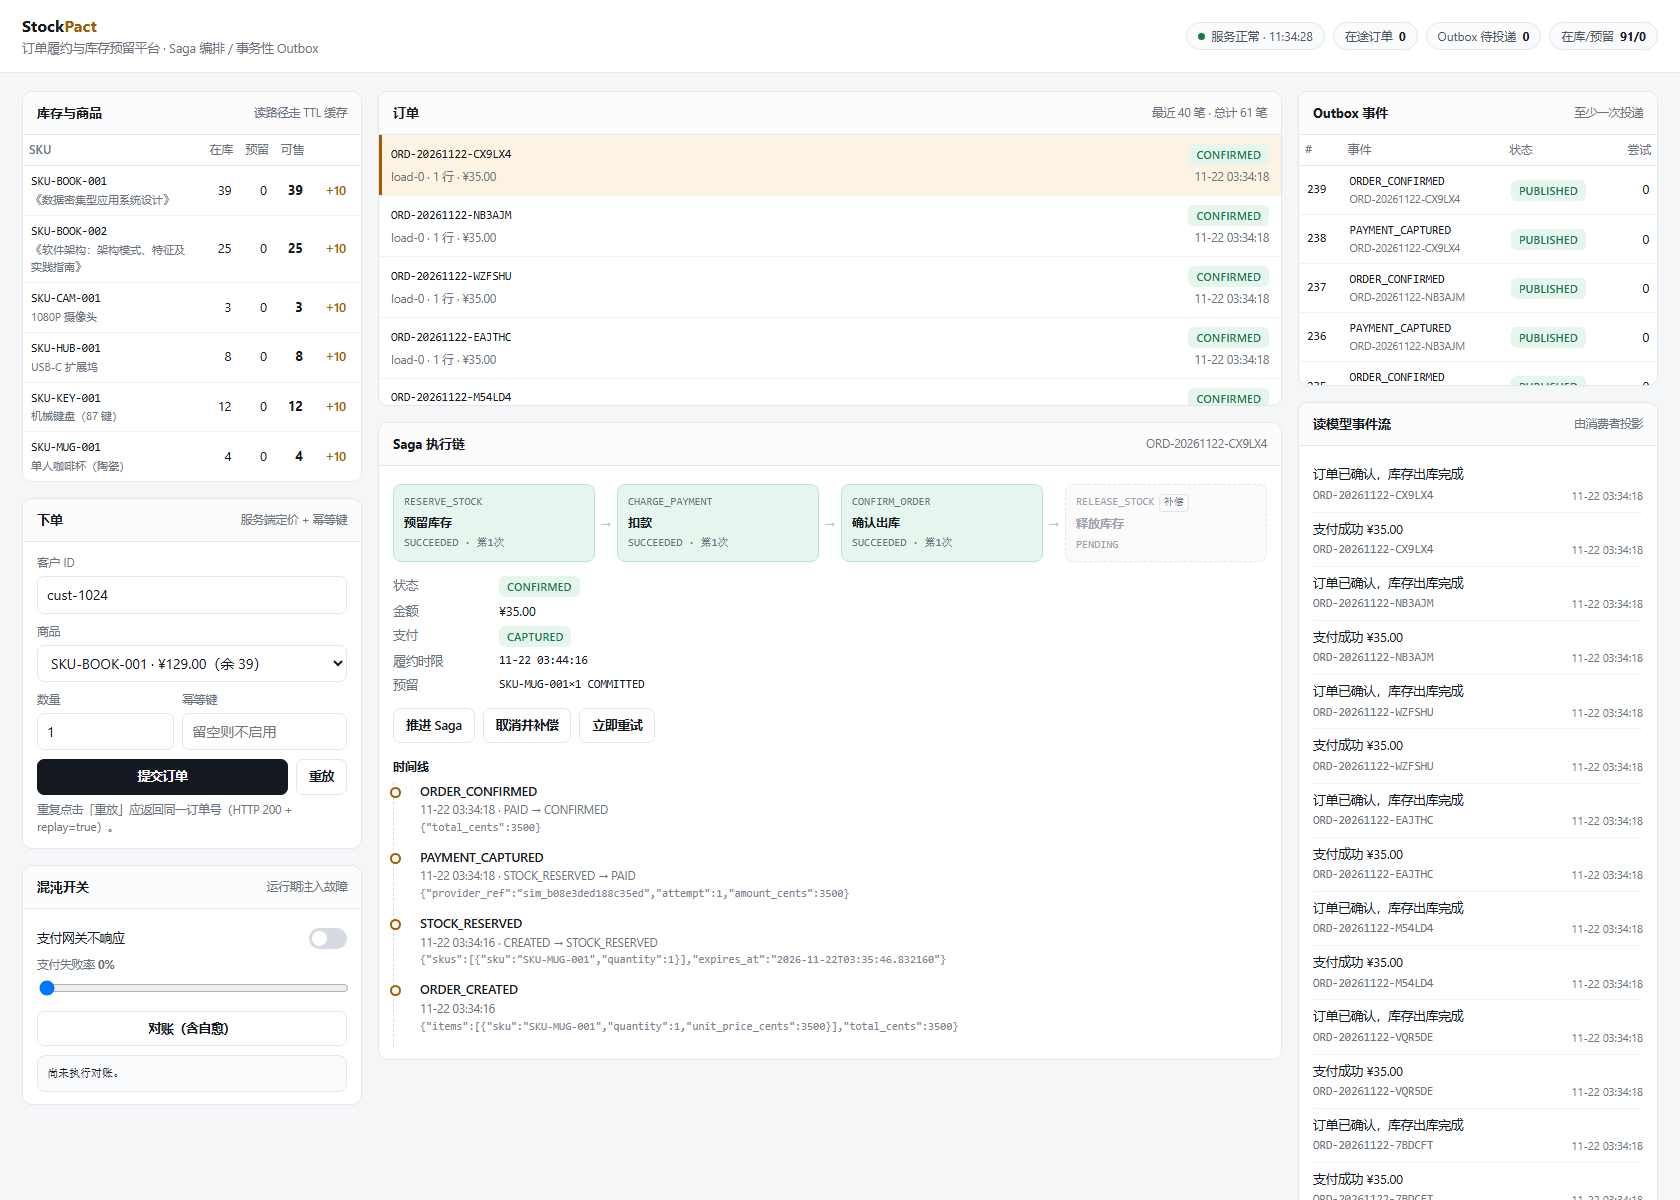 StockPact
订单履约与库存预留平台 · Saga 编排 / 事务性 Outbox
服务正常 · 11:34:28
在途订单 0
Outbox 待投递 0
在库/预留 91/0
库存与商品 读路径走 TTL 缓存
SKU 在库 预留 可售
SKU-BOOK-001
《数据密集型应用系统设计》
39 0 39 +10
SKU-BOOK-002
《软件架构：架构模式、特征及
实践指南》
25 0 25 +10
SKU-CAM-001
1080P 摄像头
3 0 3 +10
SKU-HUB-001
USB-C 扩展坞
8 0 8 +10
SKU-KEY-001
机械键盘（87 键）
12 0 12 +10
SKU-MUG-001
单人咖啡杯（陶瓷）
4 0 4 +10
下单 服务端定价 + 幂等键
客户 ID
cust-1024
商品
SKU-BOOK-001 · ¥129.00（余 39）
数量 幂等键
1 留空则不启用
提交订单 重放
重复点击「重放」应返回同一订单号（HTTP 200 +
replay=true）。
混沌开关 运行期注入故障
支付网关不响应
支付失败率 0%
对账（含自愈）
尚未执行对账。
订单 最近 40 笔 · 总计 61 笔
ORD-20261122-CX9LX4 CONFIRMED
load-0 · 1 行 · ¥35.00 11-22 03:34:18
ORD-20261122-NB3AJM CONFIRMED
load-0 · 1 行 · ¥35.00 11-22 03:34:18
ORD-20261122-WZFSHU CONFIRMED
load-0 · 1 行 · ¥35.00 11-22 03:34:18
ORD-20261122-EAJTHC CONFIRMED
load-0 · 1 行 · ¥35.00 11-22 03:34:18
ORD-20261122-M54LD4 CONFIRMED
Saga 执行链 ORD-20261122-CX9LX4
RESERVE_STOCK
预留库存
SUCCEEDED · 第1次
→
CHARGE_PAYMENT
扣款
SUCCEEDED · 第1次
→
CONFIRM_ORDER
确认出库
SUCCEEDED · 第1次
→
RELEASE_STOCK 补偿
释放库存
PENDING
状态 CONFIRMED
金额 ¥35.00
支付 CAPTURED
履约时限 11-22 03:44:16
预留 SKU-MUG-001×1 COMMITTED
推进 Saga 取消并补偿 立即重试
时间线
ORDER_CONFIRMED
11-22 03:34:18 · PAID → CONFIRMED
{"total_cents":3500}
PAYMENT_CAPTURED
11-22 03:34:18 · STOCK_RESERVED → PAID
{"provider_ref":"sim_b08e3ded188c35ed","attempt":1,"amount_cents":3500}
STOCK_RESERVED
11-22 03:34:16 · CREATED → STOCK_RESERVED
{"skus":[{"sku":"SKU-MUG-001","quantity":1}],"expires_at":"2026-11-22T03:35:46.832160"}
ORDER_CREATED
11-22 03:34:16
{"items":[{"sku":"SKU-MUG-001","quantity":1,"unit_price_cents":3500}],"total_cents":3500}
Outbox 事件 至少一次投递
# 事件 状态 尝试
239 ORDER_CONFIRMED
ORD-20261122-CX9LX4
PUBLISHED 0
238 PAYMENT_CAPTURED
ORD-20261122-CX9LX4
PUBLISHED 0
237 ORDER_CONFIRMED
ORD-20261122-NB3AJM
PUBLISHED 0
236 PAYMENT_CAPTURED
ORD-20261122-NB3AJM
PUBLISHED 0
235 ORDER_CONFIRMED PUBLISHED 0
读模型事件流 由消费者投影
订单已确认，库存出库完成
ORD-20261122-CX9LX4 11-22 03:34:18
支付成功 ¥35.00
ORD-20261122-CX9LX4 11-22 03:34:18
订单已确认，库存出库完成
ORD-20261122-NB3AJM 11-22 03:34:18
支付成功 ¥35.00
ORD-20261122-NB3AJM 11-22 03:34:18
订单已确认，库存出库完成
ORD-20261122-WZFSHU 11-22 03:34:18
支付成功 ¥35.00
ORD-20261122-WZFSHU 11-22 03:34:18
订单已确认，库存出库完成
ORD-20261122-EAJTHC 11-22 03:34:18
支付成功 ¥35.00
ORD-20261122-EAJTHC 11-22 03:34:18
订单已确认，库存出库完成
ORD-20261122-M54LD4 11-22 03:34:18
支付成功 ¥35.00
ORD-20261122-M54LD4 11-22 03:34:18
订单已确认，库存出库完成
ORD-20261122-VQR5DE 11-22 03:34:18
支付成功 ¥35.00
ORD-20261122-VQR5DE 11-22 03:34:18
订单已确认，库存出库完成
ORD-20261122-7BDCFT 11-22 03:34:18
支付成功 ¥35.00
ORD-20261122-7BDCFT 11-22 03:34:18